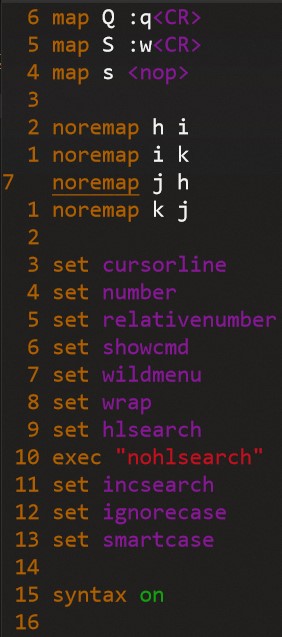 6 map Q :q<CR>
5 map S :w<CR>
4 map s <nop>
3
2 noremap h i
1 noremap i k
7 noremap j h
1 noremap k j
2
3 set cursorline
4 set number
5 set relativenumber
6 set showcmd
7 set wildmenu
8 set wrap
9 set hlsearch
10 exec "nohlsearch"
11 set incsearch
12 set ignorecase
13 set smartcase
14
15 syntax on
16